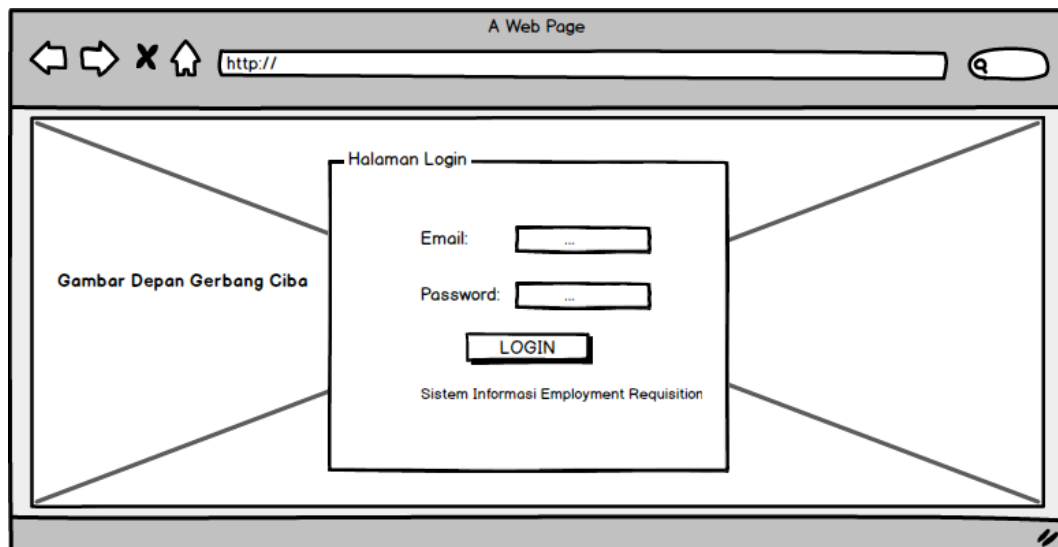 A Web Page
http://
Halaman Login
Email:
...
Gambar Depan Gerbang Ciba
Password:
...
LOGIN
Sistem Informasi Employment Requisition